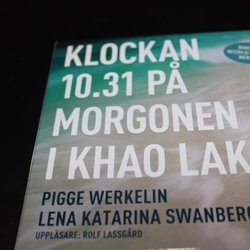 KLOCKAN
10.31 PÅ
MORGONEN
I KHAO LAK
PIGGE WERKELIN
LENA KATARINA SWANBERG
UPPLÄSARE: ROLF LASSGÅRD